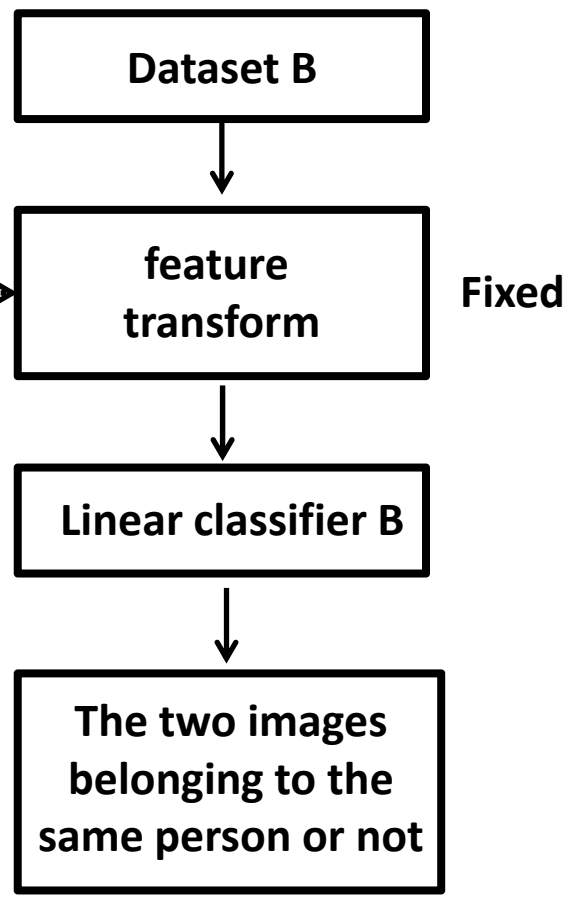 Dataset B
feature
transform
Fixed
Linear classifier B
The two images
belonging to the
same person or not